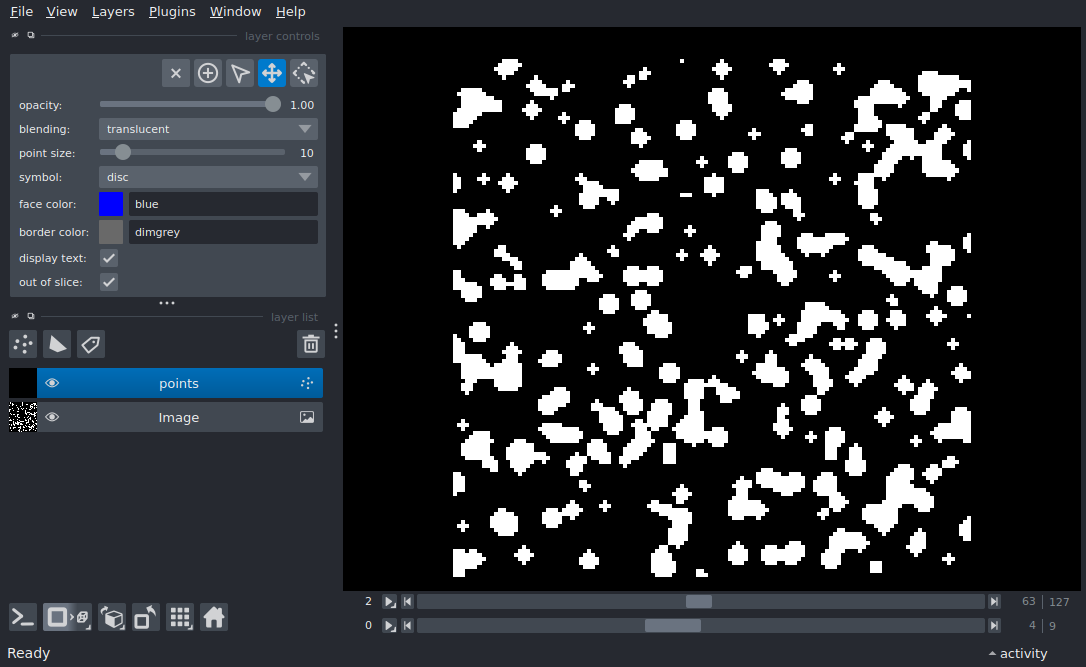 File View Layers Plugins Window Help
layer controls
opacity: 1.00
blending: translucent
point size: 10
symbol: disc
face color: blue
border color: dimgrey
display text:
out of slice:
layer list
points
Image
2 63 | 127
0 4 | 9
Ready activity